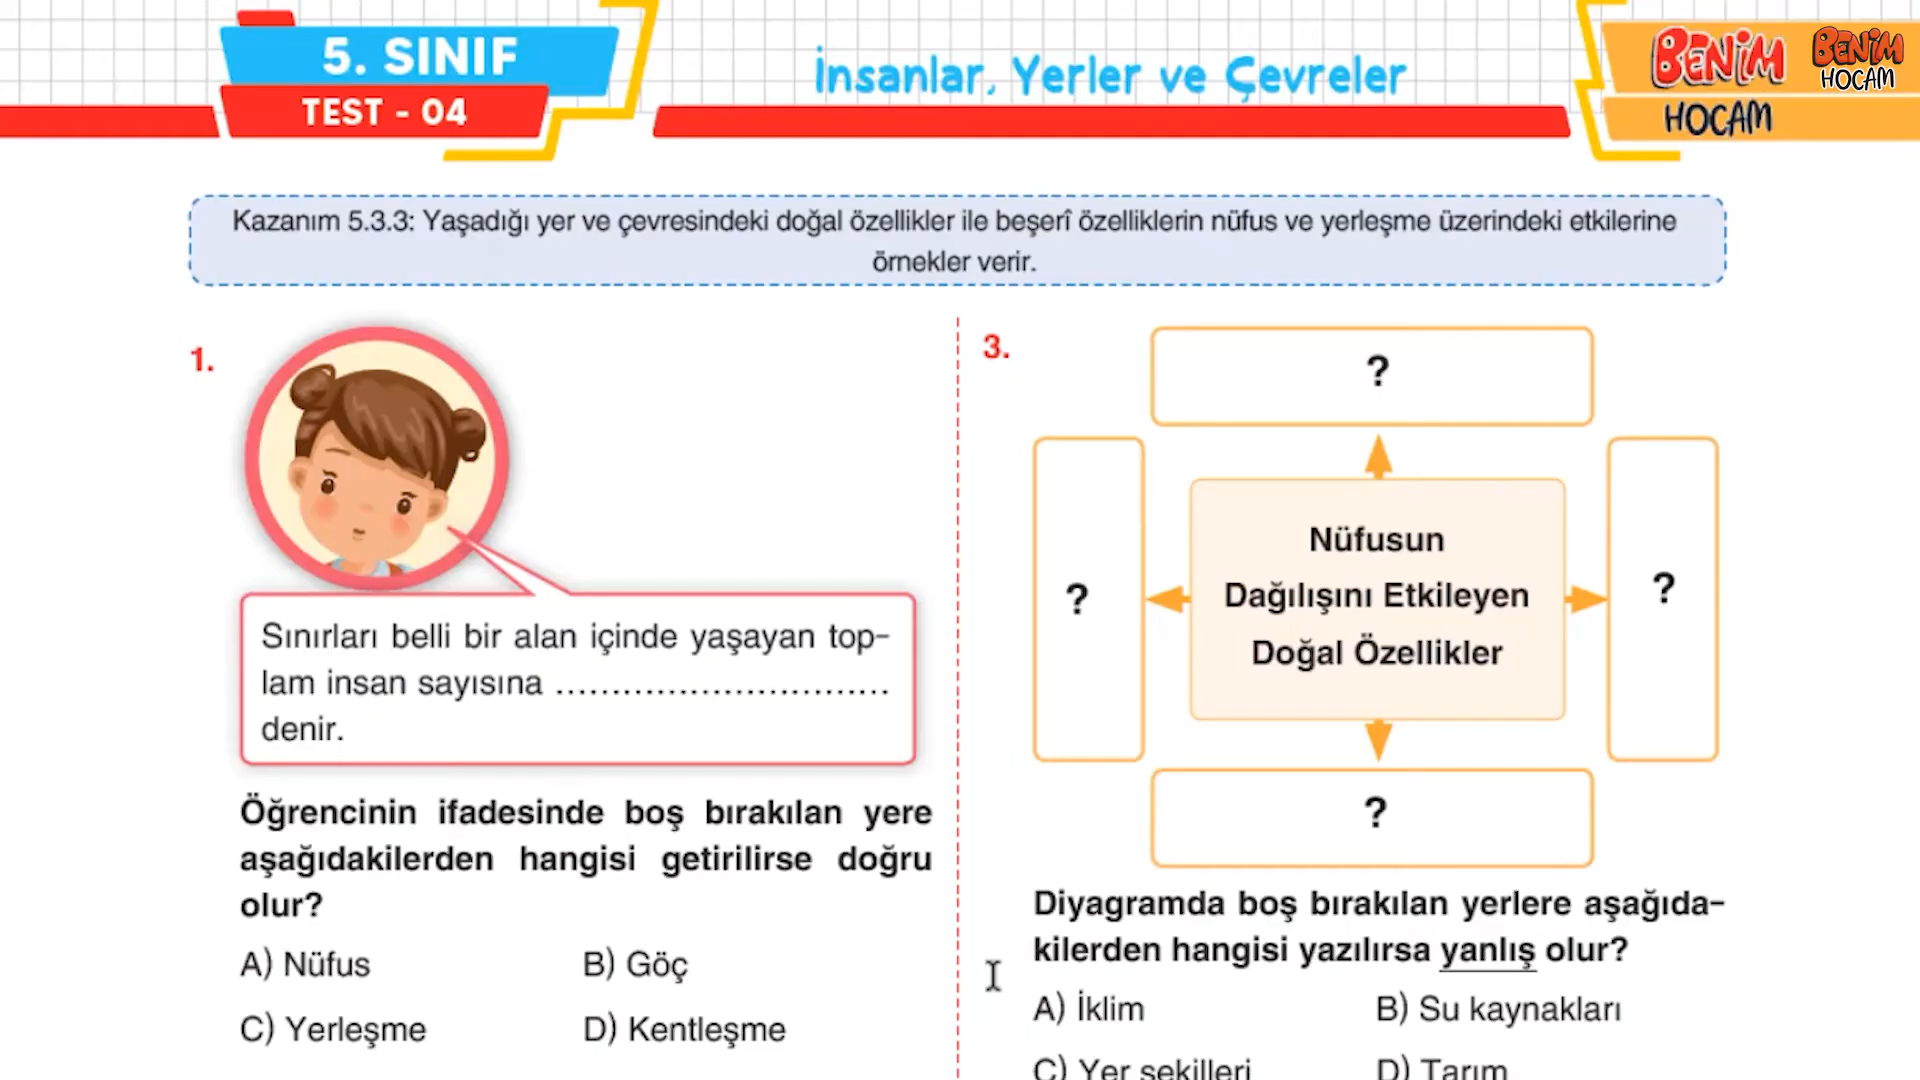 5. SINIF
TEST - 04
İnsanlar, Yerler ve Çevreler
BENİM
HOCAM
BENİM
HOCAM
Kazanım 5.3.3: Yaşadığı yer ve çevresindeki doğal özellikler ile beşerî özelliklerin nüfus ve yerleşme üzerindeki etkilerine
örnekler verir.
1.
Sınırları belli bir alan içinde yaşayan top-
lam insan sayısına ..............................
denir.
Öğrencinin ifadesinde boş bırakılan yere
aşağıdakilerden hangisi getirilirse doğru
olur?
A) Nüfus B) Göç
C) Yerleşme D) Kentleşme
3.
?
?
Nüfusun
Dağılışını Etkileyen
Doğal Özellikler
?
?
Diyagramda boş bırakılan yerlere aşağıda-
kilerden hangisi yazılırsa yanlış olur?
A) İklim B) Su kaynakları
C) Yer şekilleri D) Tarım